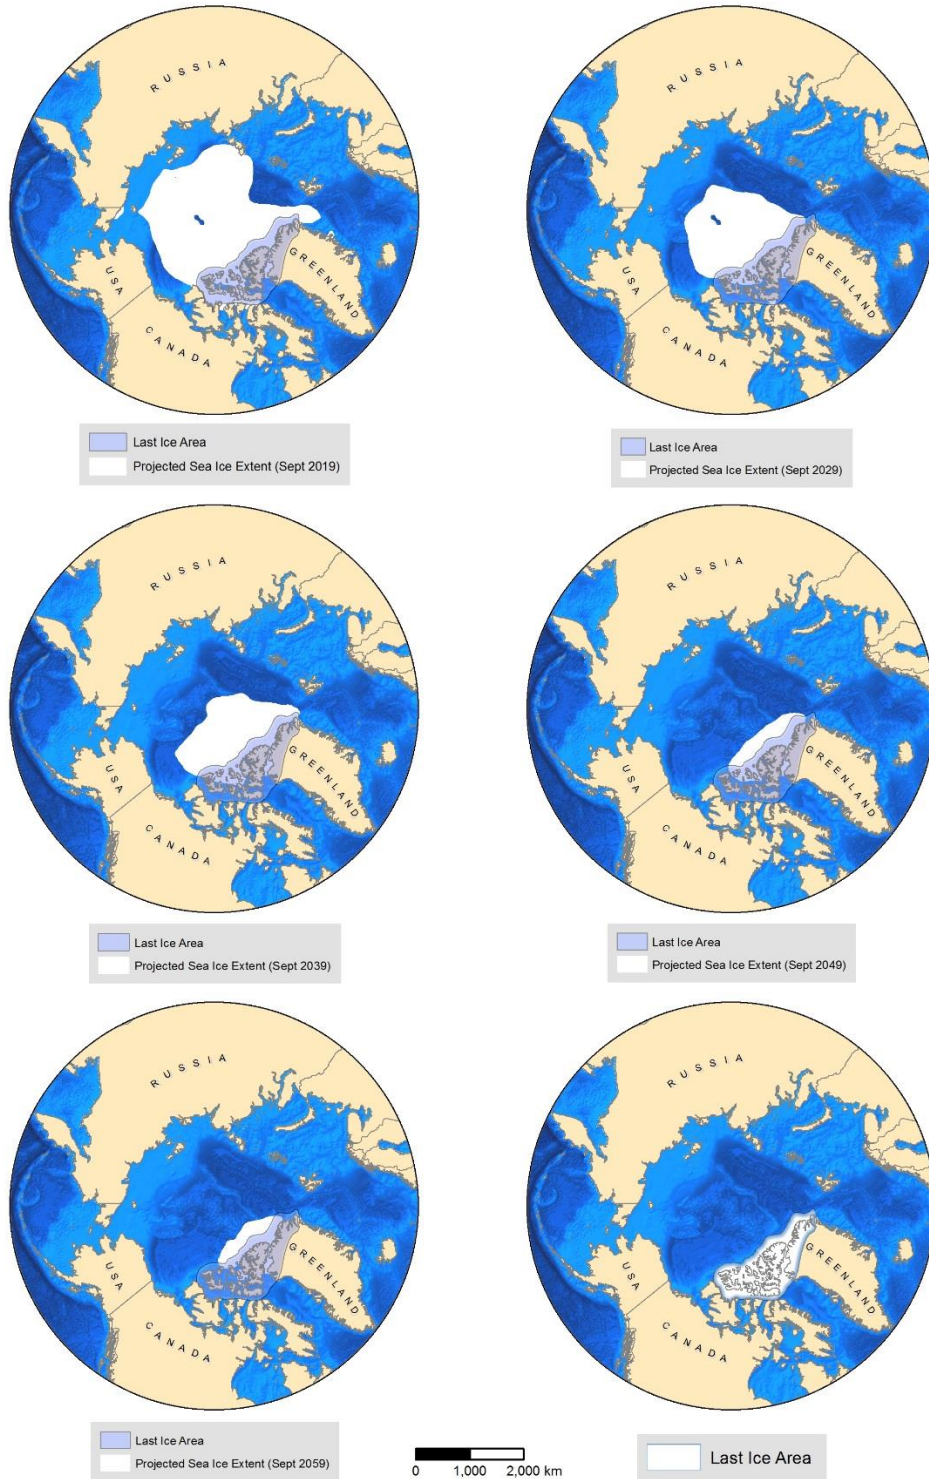 RUSSIA
USA
CANADA
GREENLAND
Last Ice Area
Projected Sea Ice Extent (Sept 2019)
RUSSIA
USA
CANADA
GREENLAND
Last Ice Area
Projected Sea Ice Extent (Sept 2029)
RUSSIA
USA
CANADA
GREENLAND
Last Ice Area
Projected Sea Ice Extent (Sept 2039)
RUSSIA
USA
CANADA
GREENLAND
Last Ice Area
Projected Sea Ice Extent (Sept 2049)
RUSSIA
USA
CANADA
GREENLAND
Last Ice Area
Projected Sea Ice Extent (Sept 2059)
RUSSIA
USA
CANADA
GREENLAND
0 1,000 2,000 km
Last Ice Area